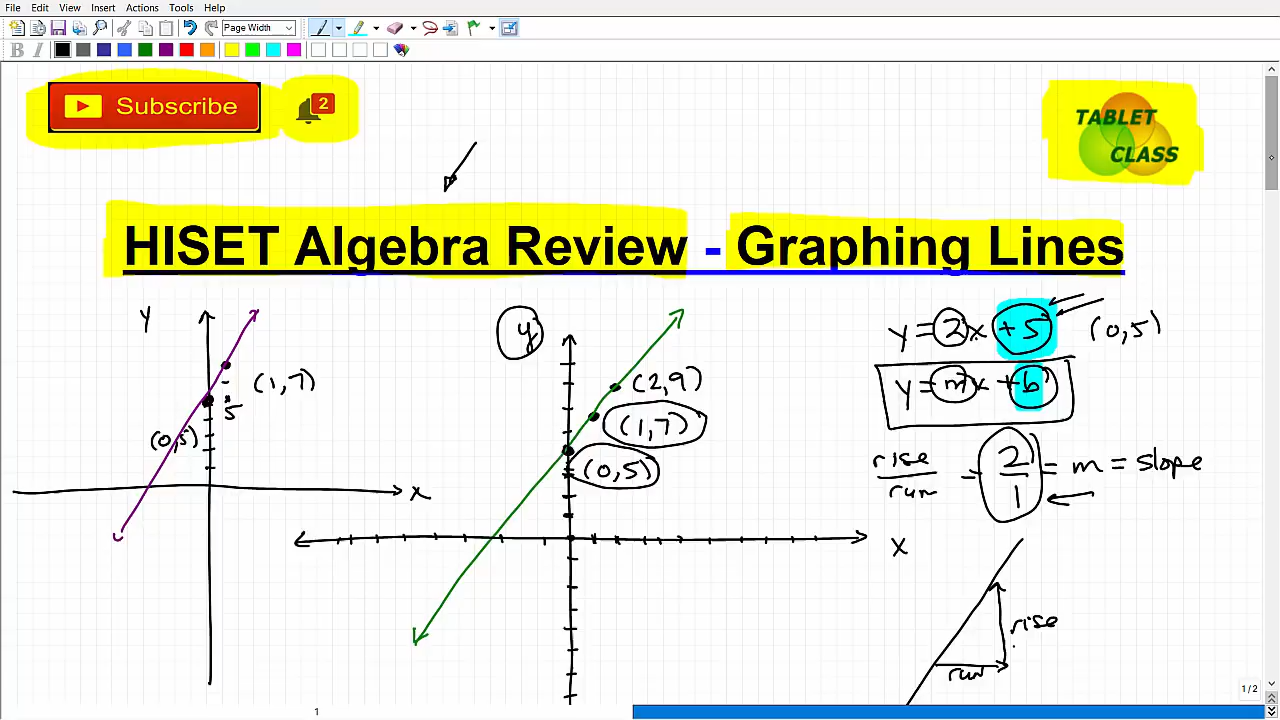 File Edit View Insert Actions Tools Help
Page Width
B I
Subscribe
2
TABLET
CLASS
HISET Algebra Review - Graphing Lines
y
(1,7)
5
(0,5)
x
y
(2,9)
(1,7)
(0,5)
x
y = 2x + 5
(0,5)
y = mx + b
rise/run = 2/1 = m = slope
rise
run
1/2
1